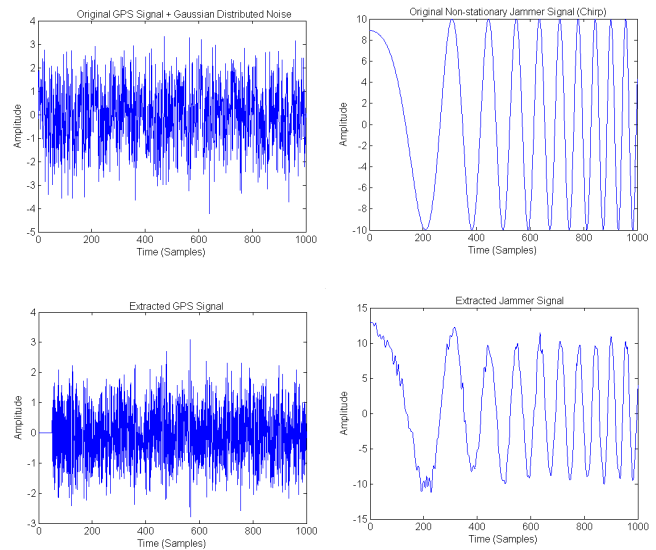 Original GPS Signal + Gaussian Distributed Noise
4
3
2
1
0
-1
-2
-3
-4
-5
Amplitude
0 200 400 600 800 1000
Time (Samples)
Original Non-stationary Jammer Signal (Chirp)
10
8
6
4
2
0
-2
-4
-6
-8
-10
Amplitude
0 200 400 600 800 1000
Time (Samples)
Extracted GPS Signal
4
3
2
1
0
-1
-2
-3
Amplitude
0 200 400 600 800 1000
Time (Samples)
Extracted Jammer Signal
15
10
5
0
-5
-10
-15
Amplitude
0 200 400 600 800 1000
Time (Samples)